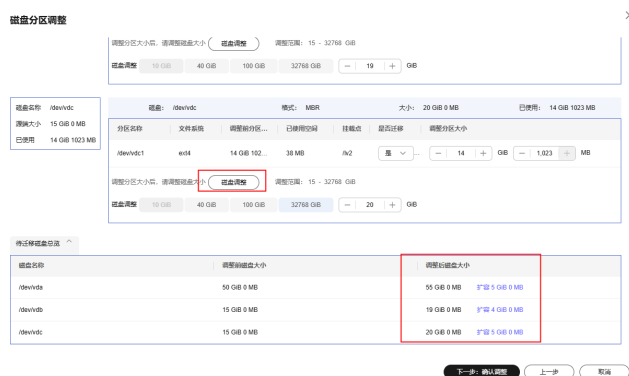 磁盘分区调整
调整分区大小后，请调整磁盘大小 磁盘调整 调整范围： 15 - 32768 GiB
磁盘调整 10 GiB 40 GiB 100 GiB 32768 GiB — 19 + GiB
磁盘名称 /dev/vdc
源端大小 15 GiB 0 MB
已使用 14 GiB 1023 MB
磁盘： /dev/vdc 格式： MBR 大小： 20 GiB 0 MB 已使用： 14 GiB 1023 MB
分区名称 文件系统 调整前分区... 已使用空间 挂载点 是否迁移 调整分区大小
/dev/vdc1 ext4 14 GiB 102... 38 MB /lv2 是 ... — 14 + GiB — 1,023 + MB
调整分区大小后，请调整磁盘大小 磁盘调整 调整范围： 15 - 32768 GiB
磁盘调整 10 GiB 40 GiB 100 GiB 32768 GiB — 20 + GiB
待迁移磁盘总览
磁盘名称 调整前磁盘大小 调整后磁盘大小
/dev/vda 50 GiB 0 MB 55 GiB 0 MB 扩容 5 GiB 0 MB
/dev/vdb 15 GiB 0 MB 19 GiB 0 MB 扩容 4 GiB 0 MB
/dev/vdc 15 GiB 0 MB 20 GiB 0 MB 扩容 5 GiB 0 MB
下一步：确认调整 上一步 取消